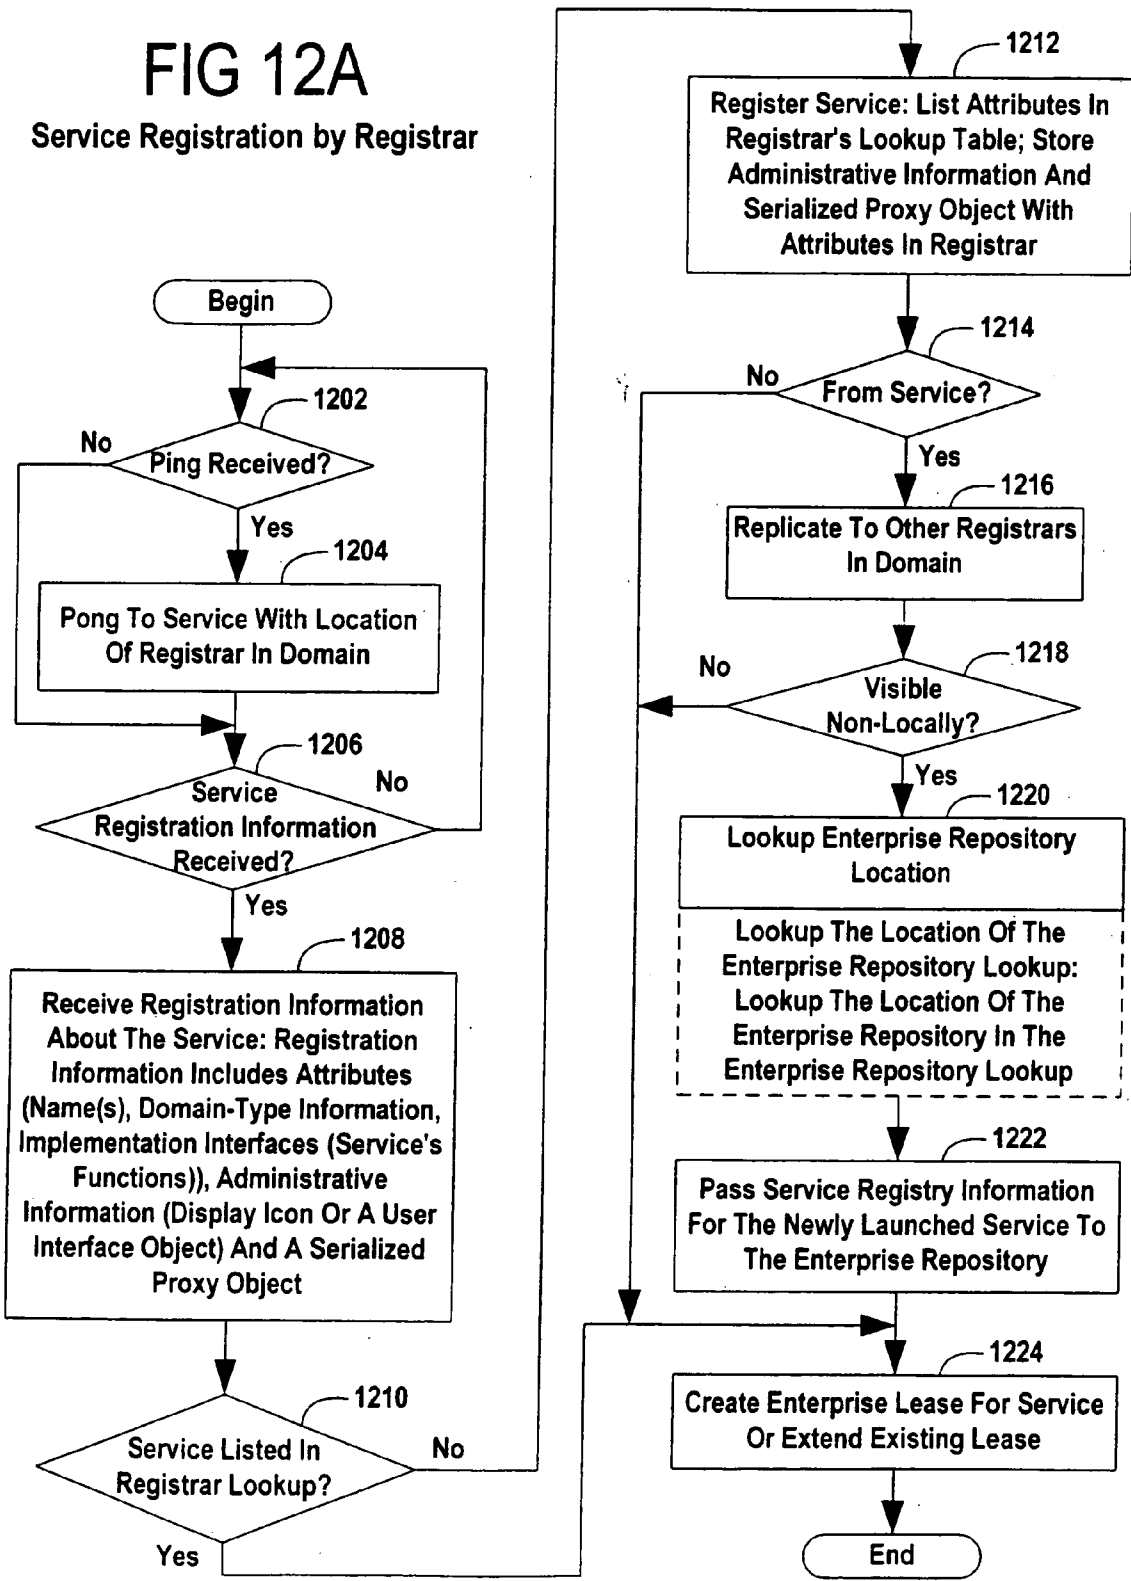 FIG 12A
Service Registration by Registrar
Begin
1202
No
Ping Received?
Yes
1204
Pong To Service With Location
Of Registrar In Domain
1206
No
Service
Registration Information
Received?
Yes
1208
Receive Registration Information
About The Service: Registration
Information Includes Attributes
(Name(s), Domain-Type Information,
Implementation Interfaces (Service's
Functions)), Administrative
Information (Display Icon Or A User
Interface Object) And A Serialized
Proxy Object
1210
Service Listed In
Registrar Lookup?
No
Yes
1212
Register Service: List Attributes In
Registrar's Lookup Table; Store
Administrative Information And
Serialized Proxy Object With
Attributes In Registrar
1214
No
From Service?
Yes
1216
Replicate To Other Registrars
In Domain
1218
No
Visible
Non-Locally?
Yes
1220
Lookup Enterprise Repository
Location
Lookup The Location Of The
Enterprise Repository Lookup:
Lookup The Location Of The
Enterprise Repository In The
Enterprise Repository Lookup
1222
Pass Service Registry Information
For The Newly Launched Service To
The Enterprise Repository
1224
Create Enterprise Lease For Service
Or Extend Existing Lease
End